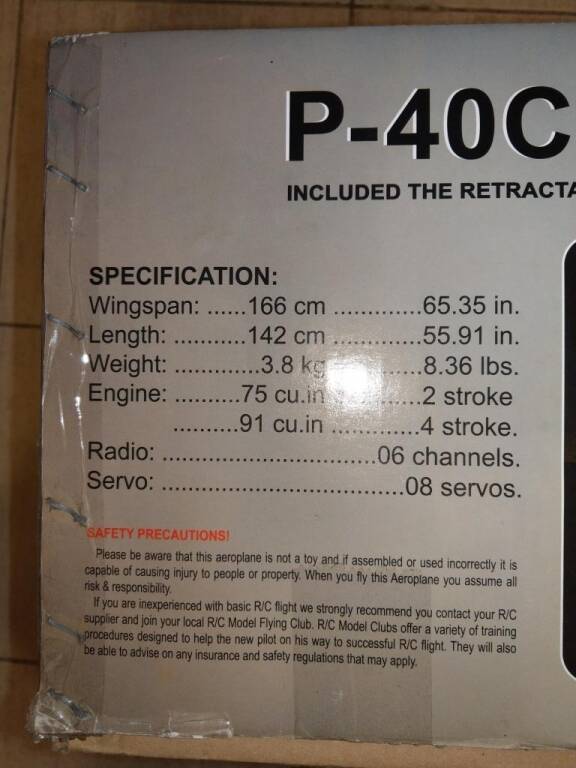 P-40C
INCLUDED THE RETRACTA
SPECIFICATION:
Wingspan: ......166 cm .............65.35 in.
Length: ...........142 cm .............55.91 in.
Weight: .............3.8 kg .............8.36 lbs.
Engine: ..........75 cu.in .............2 stroke
..........91 cu.in .............4 stroke.
Radio: ................................06 channels.
Servo: ....................................08 servos.
SAFETY PRECAUTIONS!
Please be aware that this aeroplane is not a toy and if assembled or used incorrectly it is
capable of causing injury to people or property. When you fly this Aeroplane you assume all
risk & responsibility.
If you are inexperienced with basic R/C flight we strongly recommend you contact your R/C
supplier and join your local R/C Model Flying Club. R/C Model Clubs offer a variety of training
procedures designed to help the new pilot on his way to successful R/C flight. They will also
be able to advise on any insurance and safety regulations that may apply.